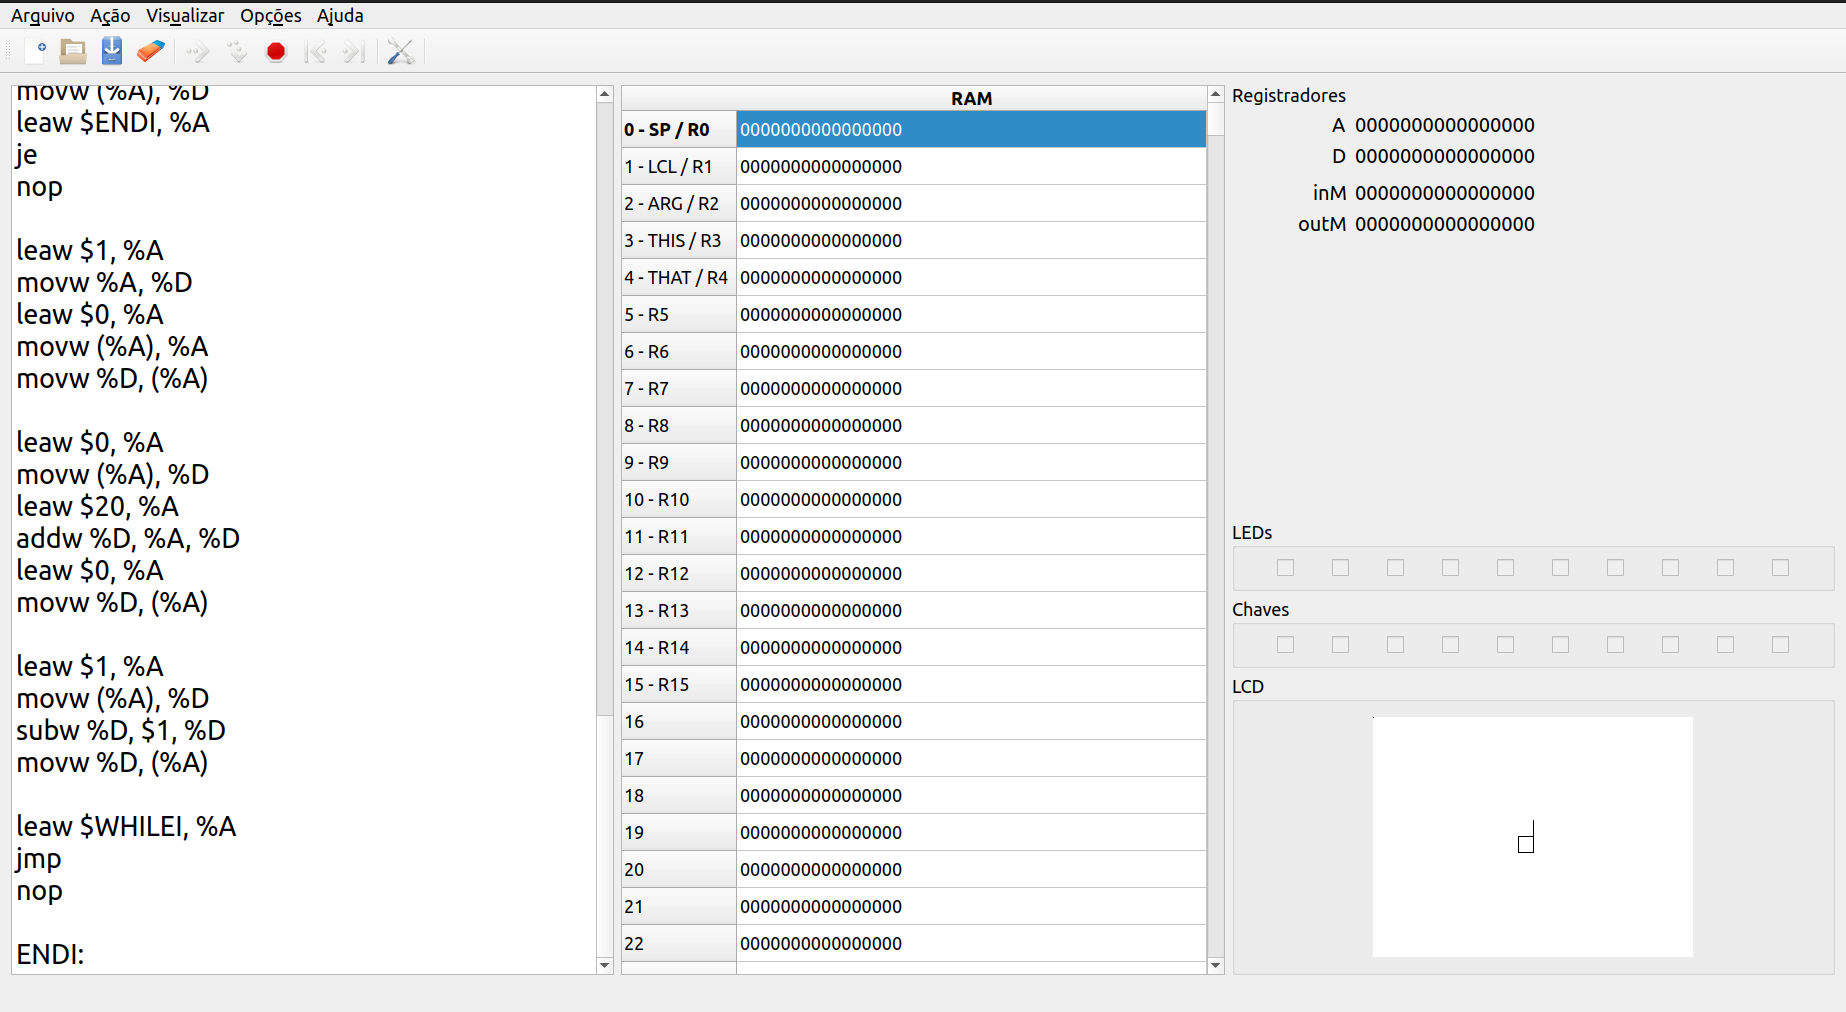 Arquivo Ação Visualizar Opções Ajuda
movw (%A), %D
leaw $ENDI, %A
je
nop
leaw $1, %A
movw %A, %D
leaw $0, %A
movw (%A), %A
movw %D, (%A)
leaw $0, %A
movw (%A), %D
leaw $20, %A
addw %D, %A, %D
leaw $0, %A
movw %D, (%A)
leaw $1, %A
movw (%A), %D
subw %D, $1, %D
movw %D, (%A)
leaw $WHILEI, %A
jmp
nop
ENDI:
RAM
0 - SP / R0 0000000000000000
1 - LCL / R1 0000000000000000
2 - ARG / R2 0000000000000000
3 - THIS / R3 0000000000000000
4 - THAT / R4 0000000000000000
5 - R5 0000000000000000
6 - R6 0000000000000000
7 - R7 0000000000000000
8 - R8 0000000000000000
9 - R9 0000000000000000
10 - R10 0000000000000000
11 - R11 0000000000000000
12 - R12 0000000000000000
13 - R13 0000000000000000
14 - R14 0000000000000000
15 - R15 0000000000000000
16 0000000000000000
17 0000000000000000
18 0000000000000000
19 0000000000000000
20 0000000000000000
21 0000000000000000
22 0000000000000000
Registradores
A 0000000000000000
D 0000000000000000
inM 0000000000000000
outM 0000000000000000
LEDs
Chaves
LCD